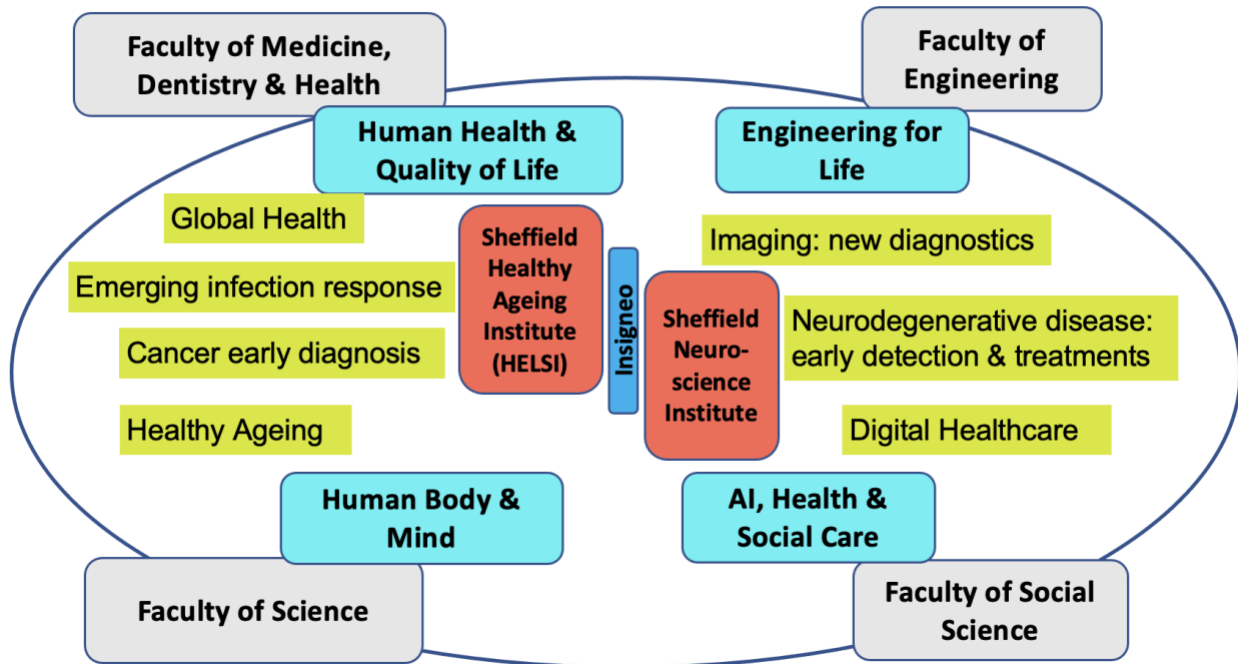 Faculty of Medicine,
Dentistry & Health
Faculty of
Engineering
Human Health &
Quality of Life
Engineering for
Life
Global Health
Emerging infection response
Cancer early diagnosis
Healthy Ageing
Sheffield
Healthy
Ageing
Institute
(HELSI)
Insigneo
Sheffield
Neuro-
science
Institute
Imaging: new diagnostics
Neurodegenerative disease:
early detection & treatments
Digital Healthcare
Human Body &
Mind
AI, Health &
Social Care
Faculty of Science
Faculty of Social
Science